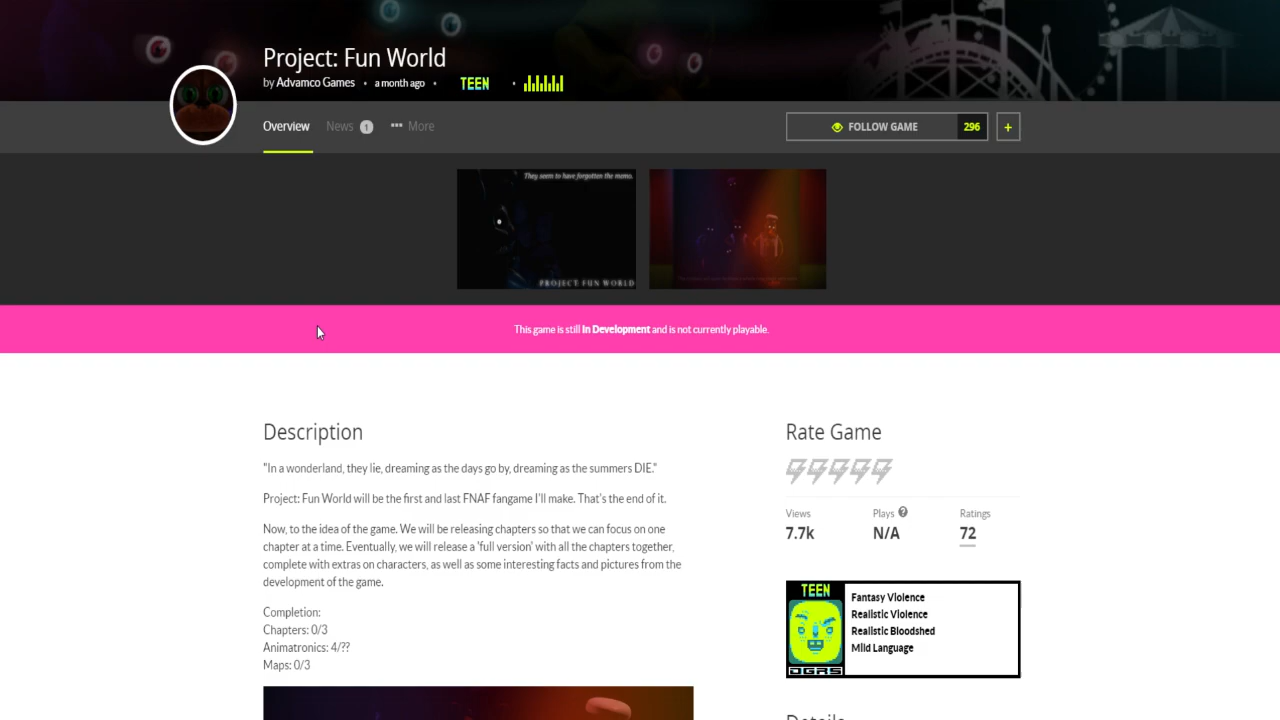 Project: Fun World
by Advamco Games • a month ago • TEEN •
Overview News 1 ••• More
FOLLOW GAME 296 +
They seem to have forgotten the memo.
PROJECT FUN WORLD
This game is still In Development and is not currently playable.
Description
"In a wonderland, they lie, dreaming as the days go by, dreaming as the summers DIE."
Project: Fun World will be the first and last FNAF fangame I'll make. That's the end of it.
Now, to the idea of the game. We will be releasing chapters so that we can focus on one
chapter at a time. Eventually, we will release a 'full version' with all the chapters together,
complete with extras on characters, as well as some interesting facts and pictures from the
development of the game.
Completion:
Chapters: 0/3
Animatronics: 4/??
Maps: 0/3
Rate Game
Views Plays ? Ratings
7.7k N/A 72
TEEN
Fantasy Violence
Realistic Violence
Realistic Bloodshed
Mild Language
DGRS
Details